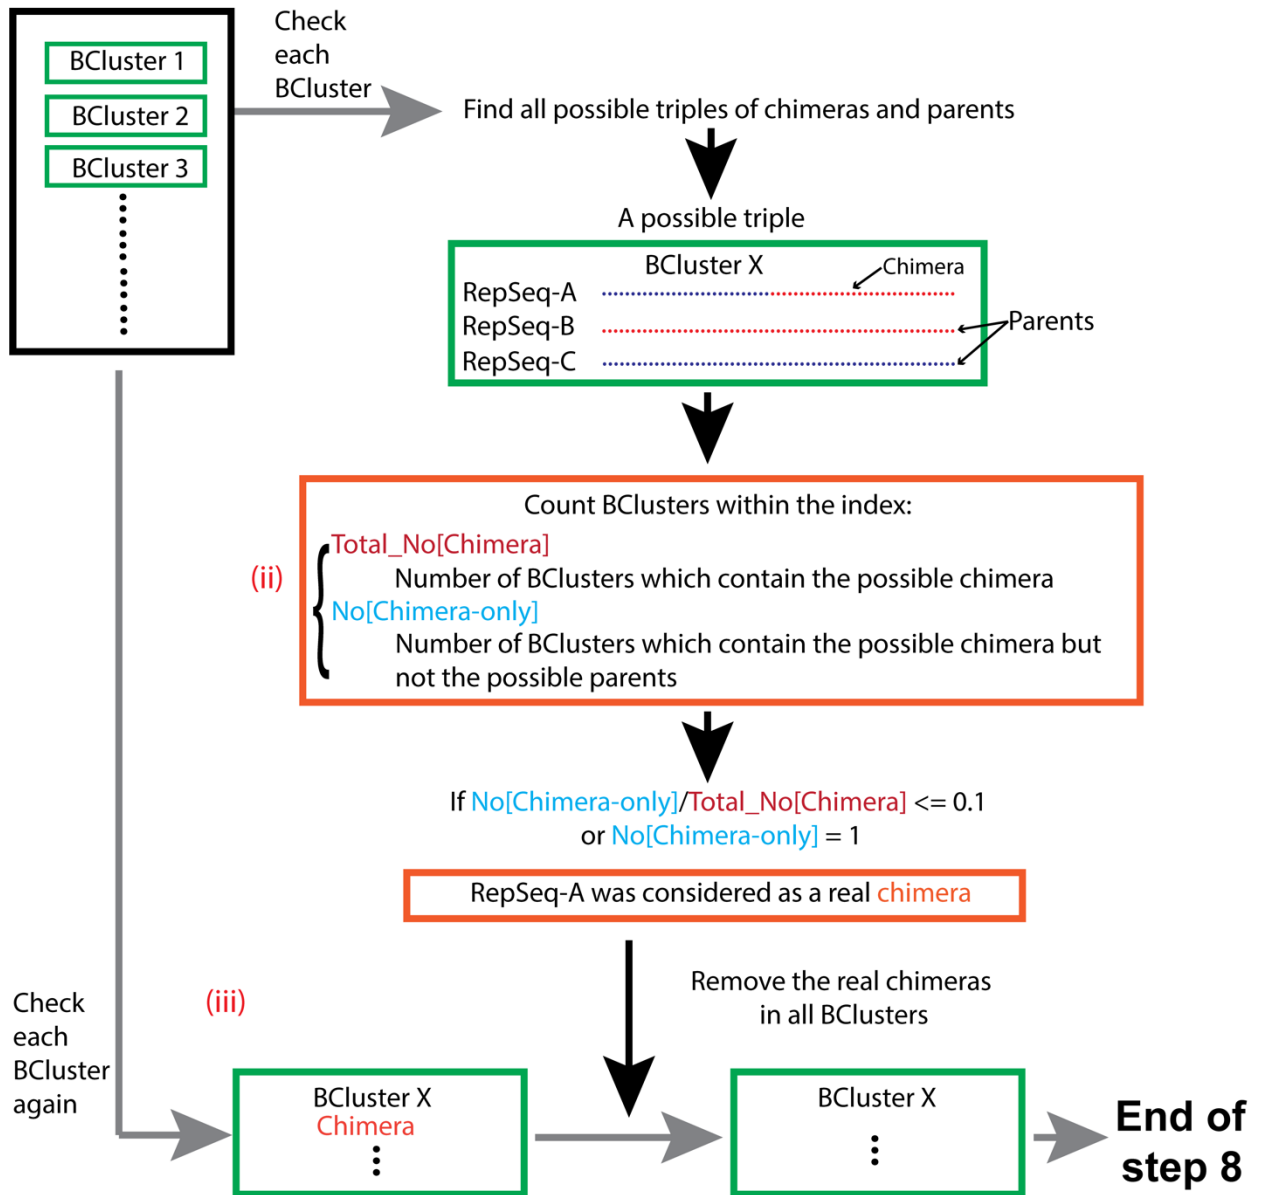 BCluster 1
BCluster 2
BCluster 3
Check
each
BCluster
Find all possible triples of chimeras and parents
A possible triple
BCluster X
Chimera
RepSeq-A
RepSeq-B
RepSeq-C
Parents
Count BClusters within the index:
(ii)
Total_No[Chimera]
Number of BClusters which contain the possible chimera
No[Chimera-only]
Number of BClusters which contain the possible chimera but
not the possible parents
If No[Chimera-only]/Total_No[Chimera] <= 0.1
or No[Chimera-only] = 1
RepSeq-A was considered as a real chimera
Remove the real chimeras
in all BClusters
Check
each
BCluster
again
(iii)
BCluster X
Chimera
BCluster X
End of
step 8